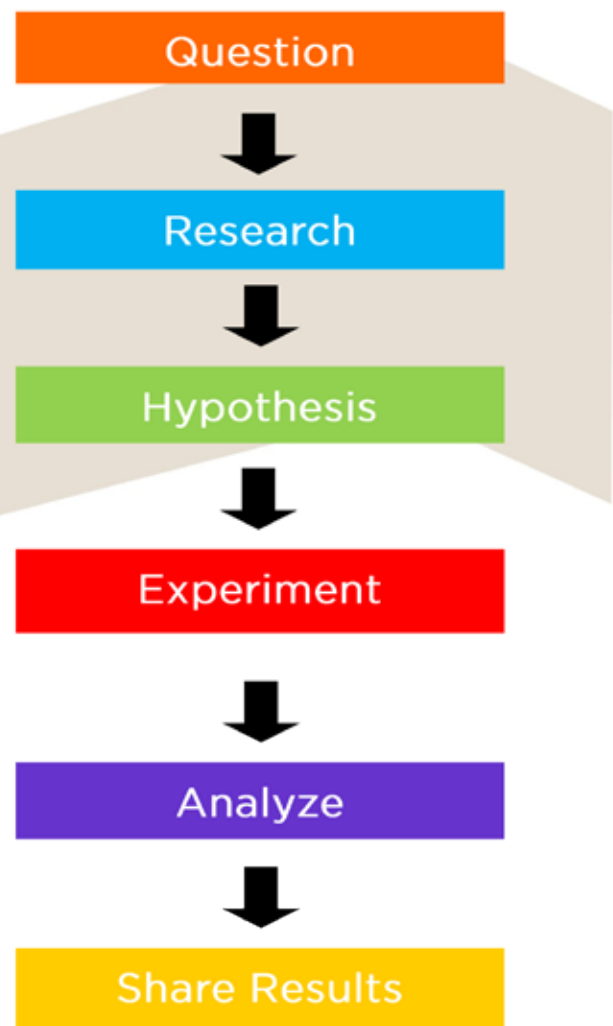 Question
Research
Hypothesis
Experiment
Analyze
Share Results